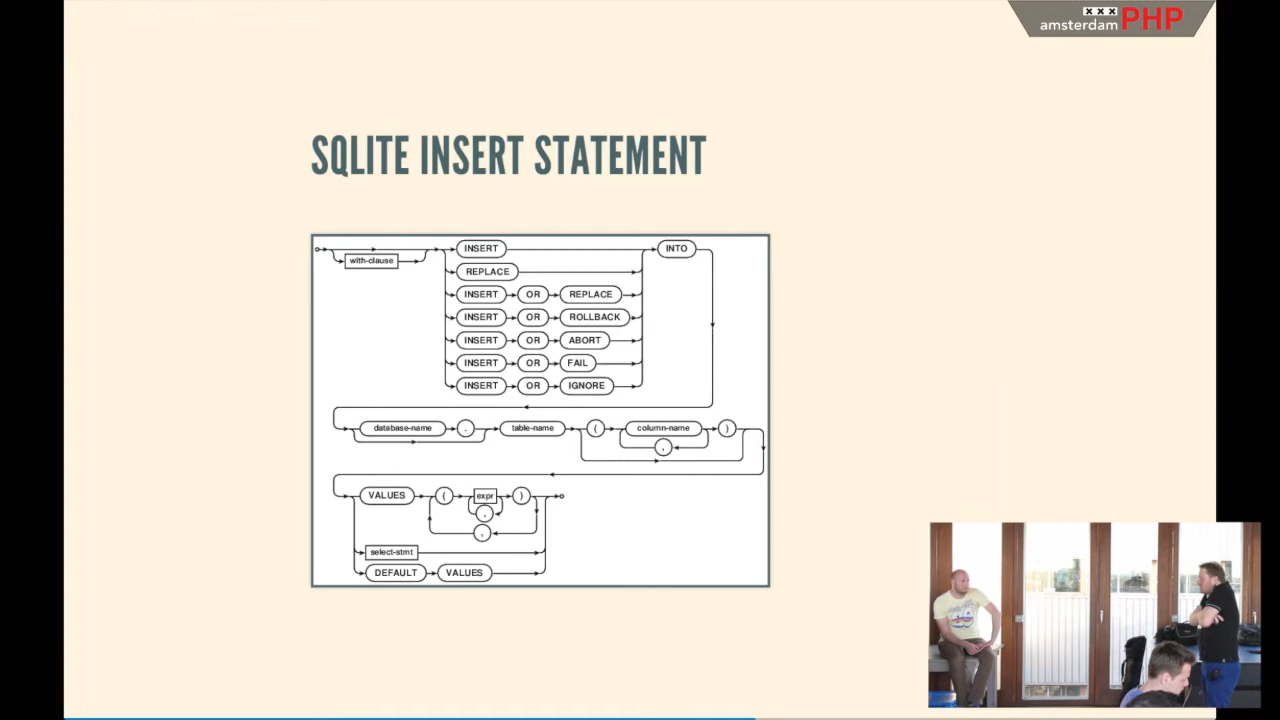 xxx
amsterdamPHP
SQLITE INSERT STATEMENT
INSERT INTO
with-clause
REPLACE
INSERT OR REPLACE
INSERT OR ROLLBACK
INSERT OR ABORT
INSERT OR FAIL
INSERT OR IGNORE
database-name . table-name ( column-name )
,
VALUES ( expr )
,
,
select-stmt
DEFAULT VALUES